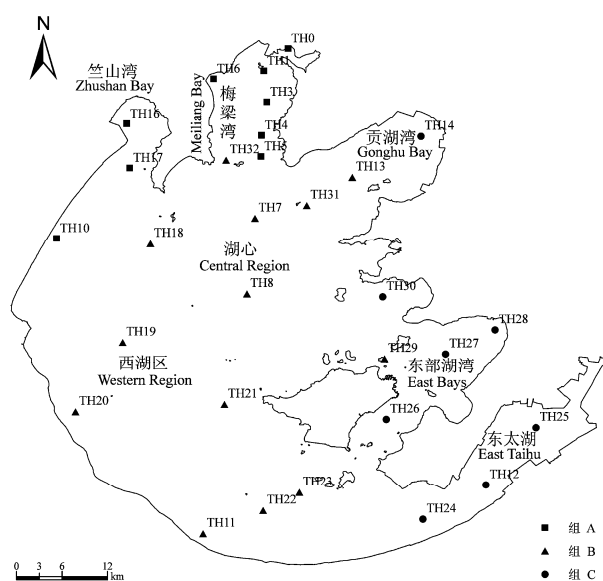 N
TH0
TH1
TH6
竺山湾
Zhushan Bay
Meiliang Bay
梅梁湾
TH3
TH16
TH4
贡湖湾
Gonghu Bay
TH14
TH32
TH5
TH17
TH13
TH31
TH7
TH10
TH18
湖心
Central Region
TH8
TH30
TH28
TH19
TH29
TH27
西湖区
Western Region
东部湖湾
East Bays
TH20
TH21
TH26
TH25
东太湖
East Taihu
TH12
TH23
TH22
TH24
TH11
组 A
组 B
组 C
0 3 6 12
km